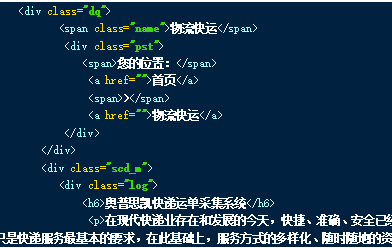 <div class="dq">
<span class="name">物流快运</span>
<div class="pst">
<span>您的位置：</span>
<a href="">首页</a>
<span>></span>
<a href="">物流快运</a>
</div>
</div>
<div class="scd_m">
<div class="log">
<h6>奥普思凯快递运单采集系统</h6>
<p>在现代快递业存在和发展的今天，快捷、准确、安全已
只是快递服务最基本的要求，在此基础上，服务方式的多样化、随时随地的